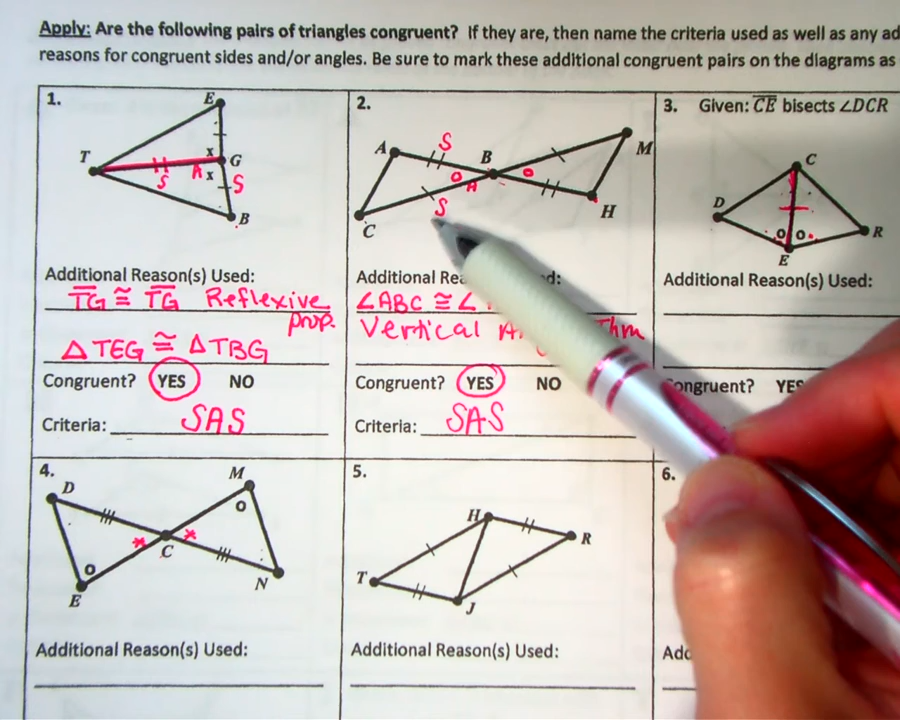 Apply: Are the following pairs of triangles congruent? If they are, then name the criteria used as well as any
reasons for congruent sides and/or angles. Be sure to mark these additional congruent pairs on the diagrams as
1.
E
T
x
G
x
A
S
S
B
Additional Reason(s) Used:
TG ≅ TG Reflexive
prop.
△TEG ≅ △TBG
Congruent? YES NO
Criteria: SAS
2.
A
S
B
M
A
S
C
H
Additional
∠ABC ≅ ∠
Vertical Thm
Congruent? YES NO
Criteria: SAS
3. Given: CE bisects ∠DCR
C
D
R
E
Additional Reason(s) Used:
Congruent? YES
4.
D
M
C
E
N
Additional Reason(s) Used:
5.
H
R
T
J
Additional Reason(s) Used:
6.